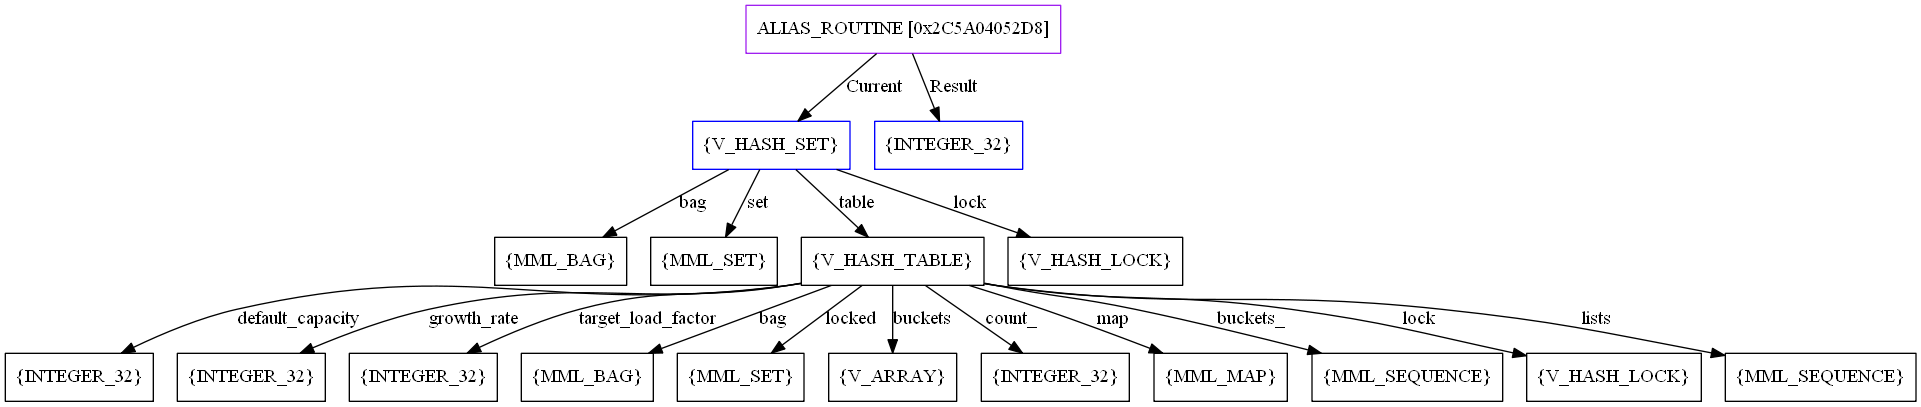 ALIAS_ROUTINE [0x2C5A04052D8]
Current
Result
{V_HASH_SET}
{INTEGER_32}
bag
set
table
lock
{MML_BAG}
{MML_SET}
{V_HASH_TABLE}
{V_HASH_LOCK}
default_capacity
growth_rate
target_load_factor
bag
locked
buckets
count_
map
buckets_
lock
lists
{INTEGER_32}
{INTEGER_32}
{INTEGER_32}
{MML_BAG}
{MML_SET}
{V_ARRAY}
{INTEGER_32}
{MML_MAP}
{MML_SEQUENCE}
{V_HASH_LOCK}
{MML_SEQUENCE}